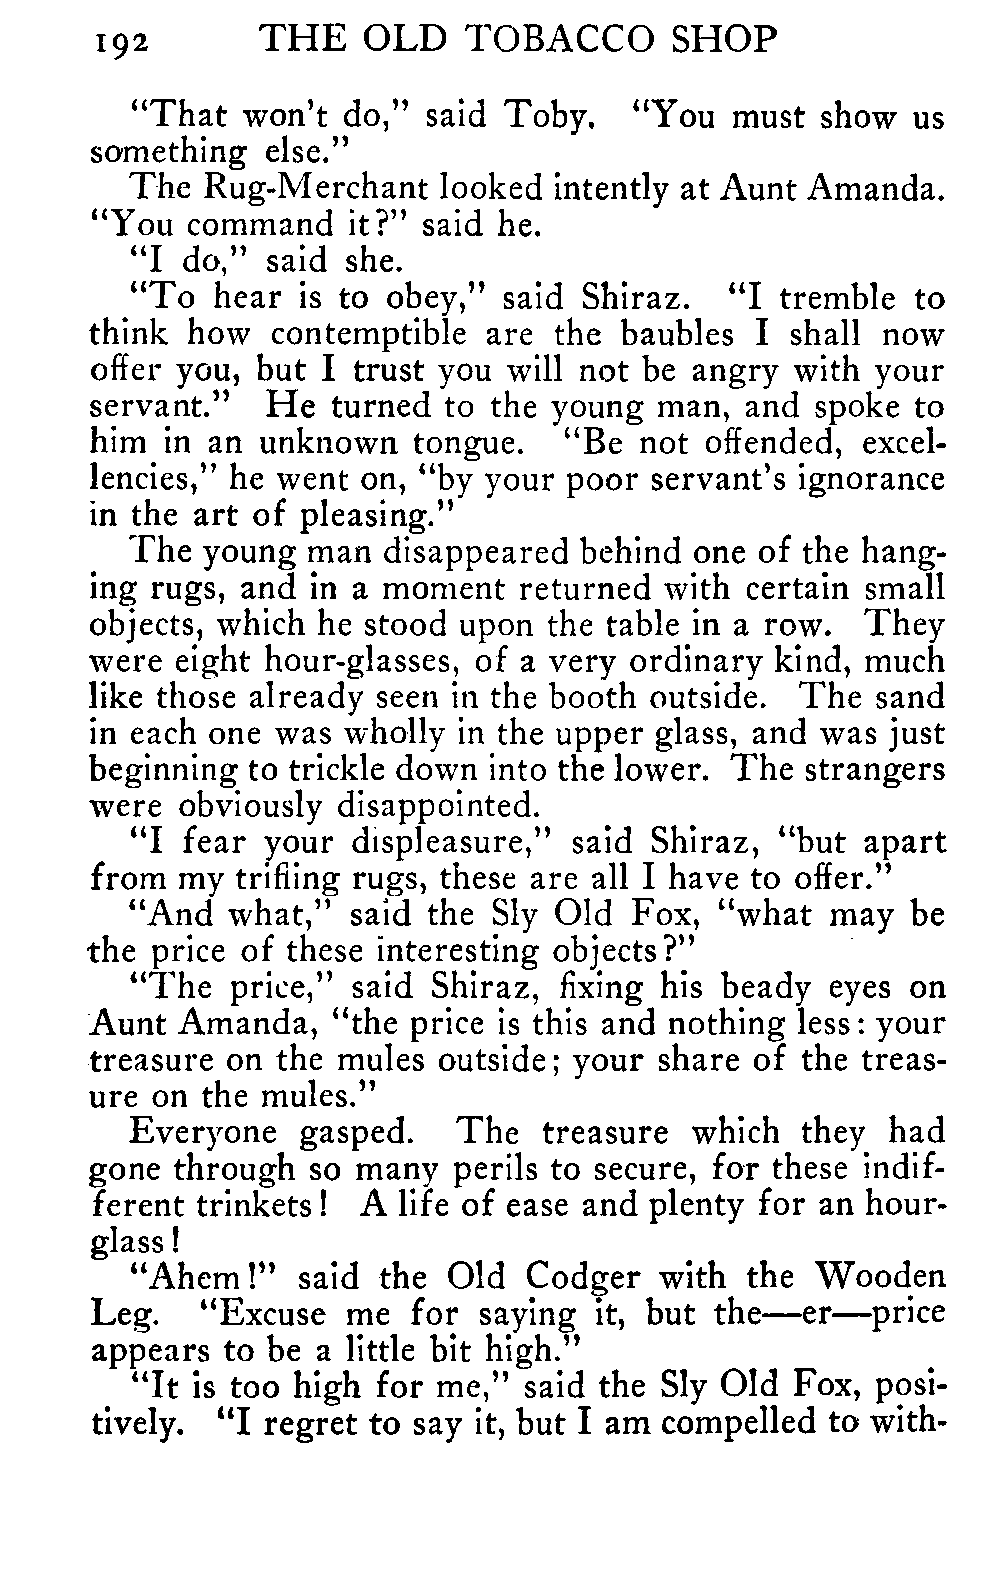 192 THE OLD TOBACCO SHOP
"That won't do," said Toby. "You must show us
something else."
The Rug-Merchant looked intently at Aunt Amanda.
"You command it?" said he.
"I do," said she.
"To hear is to obey," said Shiraz. "I tremble to
think how contemptible are the baubles I shall now
offer you, but I trust you will not be angry with your
servant." He turned to the young man, and spoke to
him in an unknown tongue. "Be not offended, excel-
lencies," he went on, "by your poor servant's ignorance
in the art of pleasing."
The young man disappeared behind one of the hang-
ing rugs, and in a moment returned with certain small
objects, which he stood upon the table in a row. They
were eight hour-glasses, of a very ordinary kind, much
like those already seen in the booth outside. The sand
in each one was wholly in the upper glass, and was just
beginning to trickle down into the lower. The strangers
were obviously disappointed.
"I fear your displeasure," said Shiraz, "but apart
from my trifling rugs, these are all I have to offer."
"And what," said the Sly Old Fox, "what may be
the price of these interesting objects?"
"The price," said Shiraz, fixing his beady eyes on
Aunt Amanda, "the price is this and nothing less: your
treasure on the mules outside; your share of the treas-
ure on the mules."
Everyone gasped. The treasure which they had
gone through so many perils to secure, for these indif-
ferent trinkets! A life of ease and plenty for an hour-
glass!
"Ahem!" said the Old Codger with the Wooden
Leg. "Excuse me for saying it, but the—er—price
appears to be a little bit high."
"It is too high for me," said the Sly Old Fox, posi-
tively. "I regret to say it, but I am compelled to with-